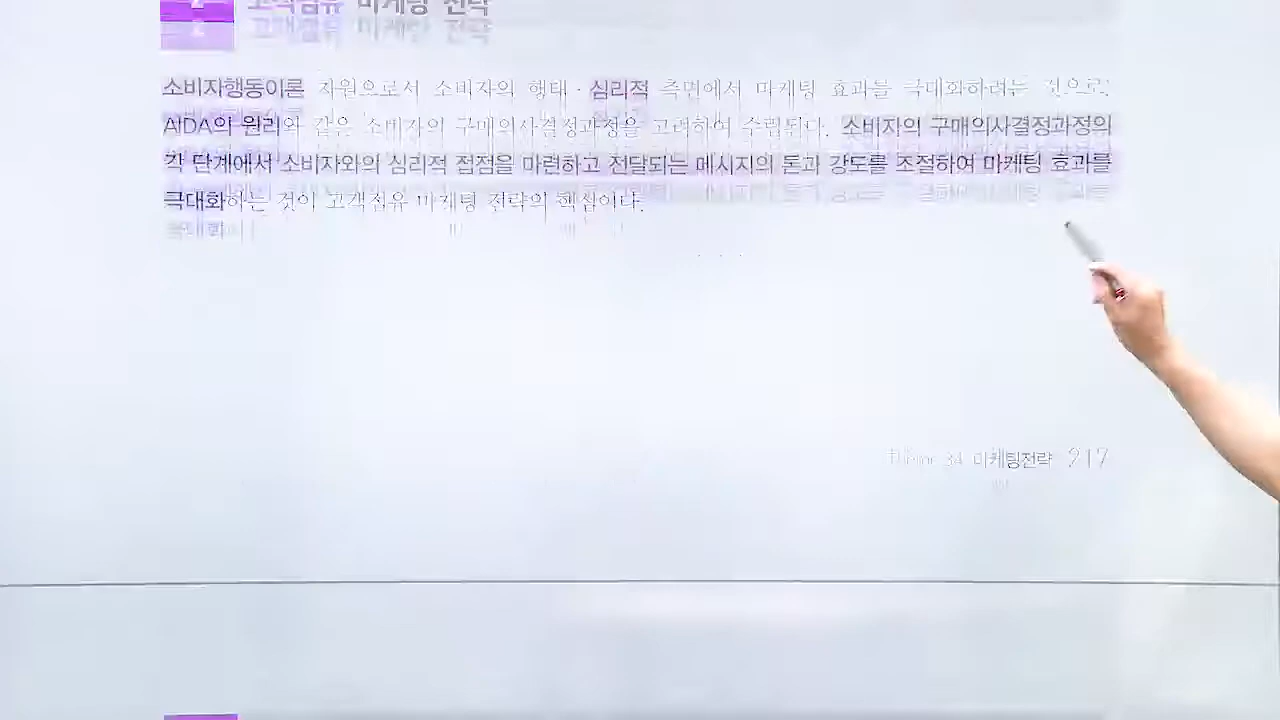 고객점유 마케팅 전략
소비자행동이론 차원으로서 소비자의 행태·심리적 측면에서 마케팅 효과를 극대화하려는 것으로,
AIDA의 원리와 같은 소비자의 구매의사결정과정을 고려하여 수립된다. 소비자의 구매의사결정과정의
각 단계에서 소비자와의 심리적 접점을 마련하고 전달되는 메시지의 톤과 강도를 조절하여 마케팅 효과를
극대화하는 것이 고객점유 마케팅 전략의 핵심이다.
34 마케팅전략 217